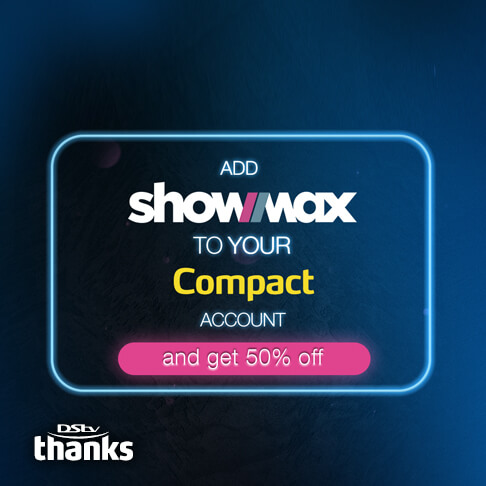 ADD
showmax
TO YOUR
Compact
ACCOUNT
and get 50% off
DStv
thanks